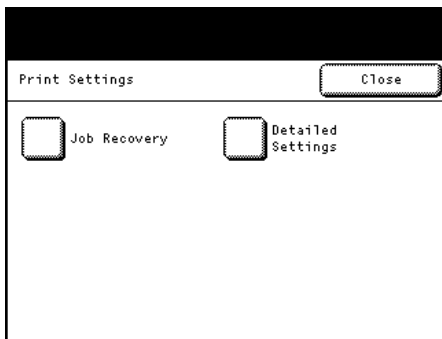 Print Settings
Close
Job Recovery
Detailed
Settings